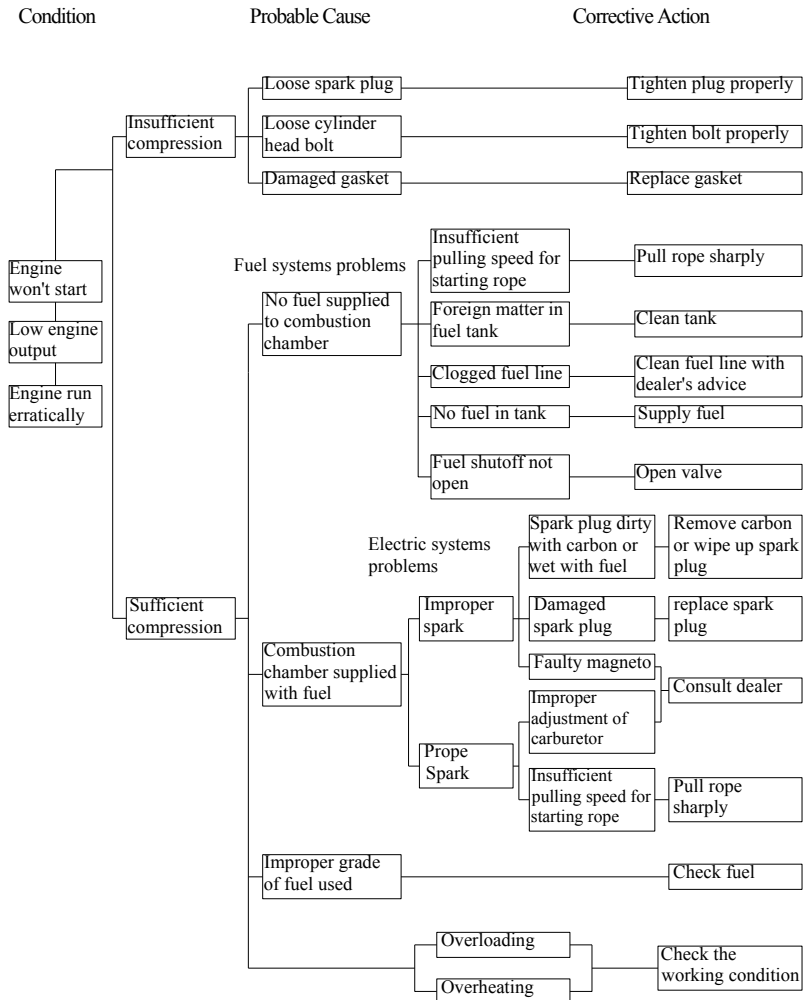 Condition
Probable Cause
Corrective Action
Loose spark plug
Tighten plug properly
Insufficient
compression
Loose cylinder
head bolt
Tighten bolt properly
Damaged gasket
Replace gasket
Engine
won't start
Low engine
output
Engine run
erratically
Fuel systems problems
No fuel supplied
to combustion
chamber
Insufficient
pulling speed for
starting rope
Pull rope sharply
Foreign matter in
fuel tank
Clean tank
Clogged fuel line
Clean fuel line with
dealer's advice
No fuel in tank
Supply fuel
Fuel shutoff not
open
Open valve
Electric systems
problems
Sufficient
compression
Combustion
chamber supplied
with fuel
Improper
spark
Spark plug dirty
with carbon or
wet with fuel
Remove carbon
or wipe up spark
plug
Damaged
spark plug
replace spark
plug
Faulty magneto
Consult dealer
Prope
Spark
Improper
adjustment of
carburetor
Insufficient
pulling speed for
starting rope
Pull rope
sharply
Improper grade
of fuel used
Check fuel
Overloading
Overheating
Check the
working condition